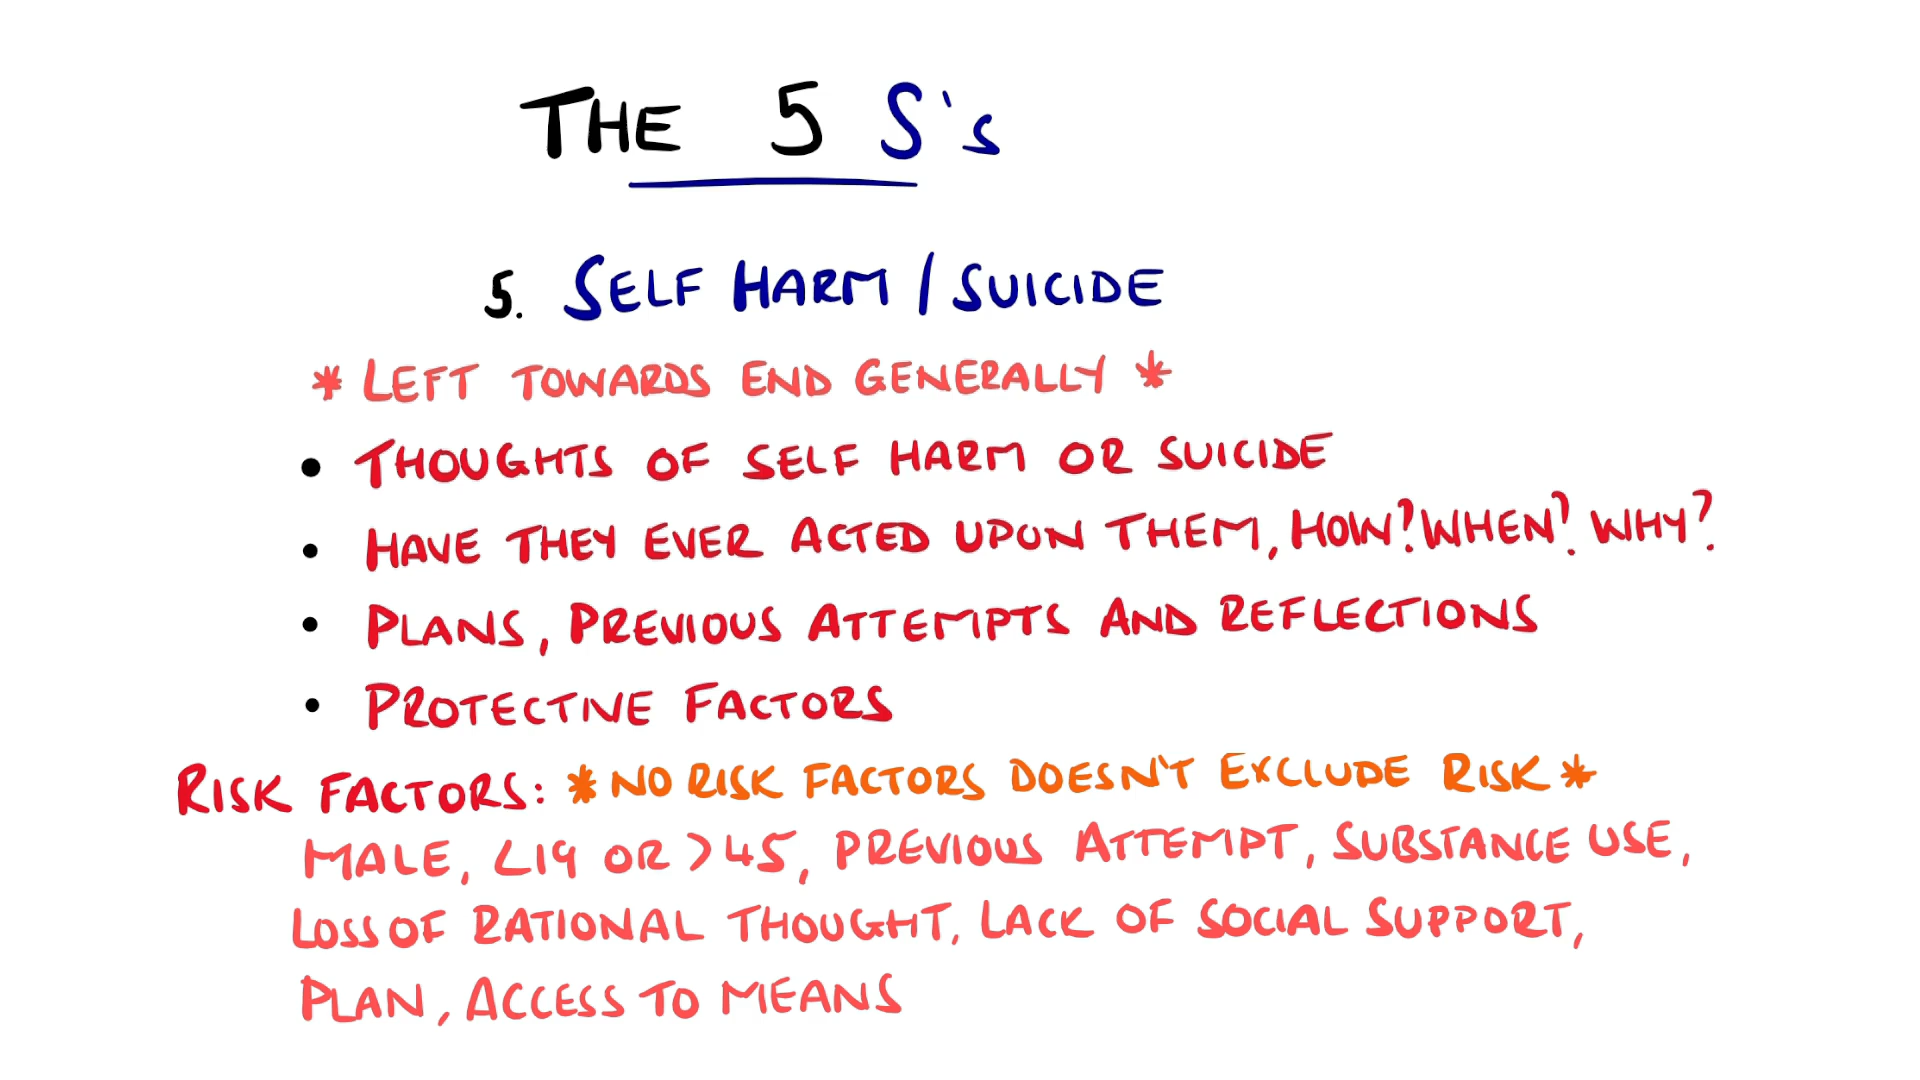 THE 5 S's
5. SELF HARM / SUICIDE
* LEFT TOWARDS END GENERALLY *
• THOUGHTS OF SELF HARM OR SUICIDE
• HAVE THEY EVER ACTED UPON THEM, HOW? WHEN? WHY?
• PLANS, PREVIOUS ATTEMPTS AND REFLECTIONS
• PROTECTIVE FACTORS
RISK FACTORS: * NO RISK FACTORS DOESN'T EXCLUDE RISK *
MALE, <19 OR >45, PREVIOUS ATTEMPT, SUBSTANCE USE,
LOSS OF RATIONAL THOUGHT, LACK OF SOCIAL SUPPORT,
PLAN, ACCESS TO MEANS